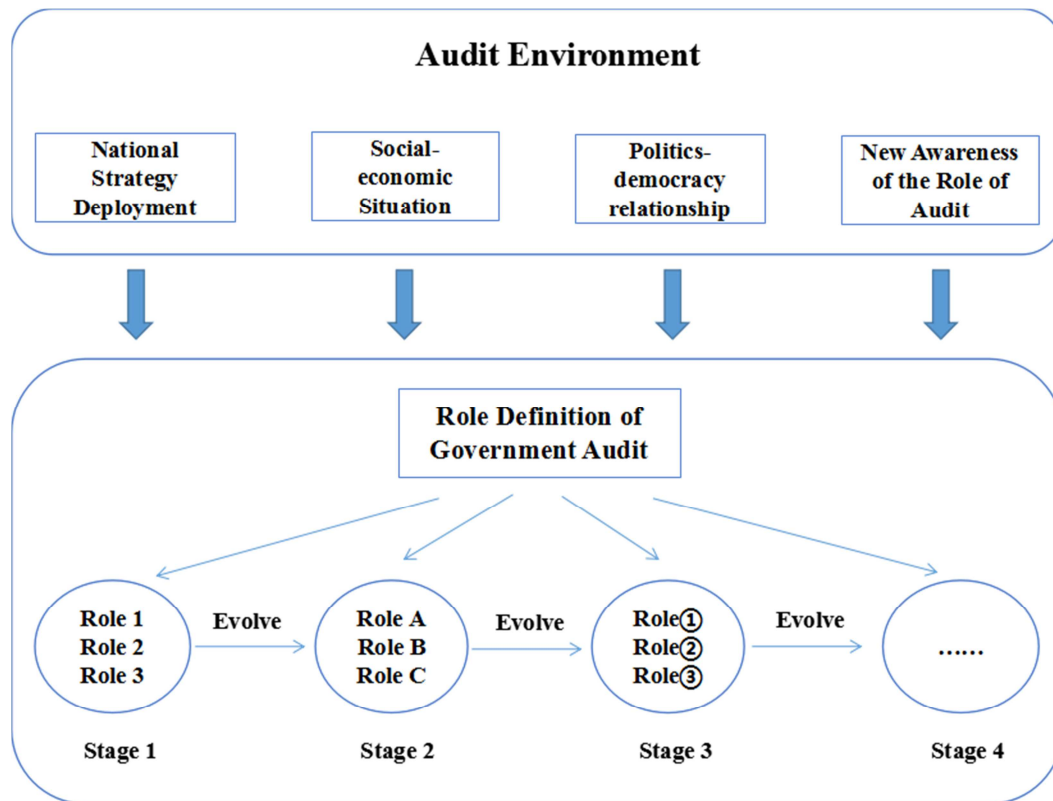 Audit Environment
National
Strategy
Deployment
Social-
economic
Situation
Politics-
democracy
relationship
New Awareness
of the Role of
Audit
Role Definition of
Government Audit
Role 1
Role 2
Role 3
Evolve
Role A
Role B
Role C
Evolve
Role①
Role②
Role③
Evolve
......
Stage 1
Stage 2
Stage 3
Stage 4